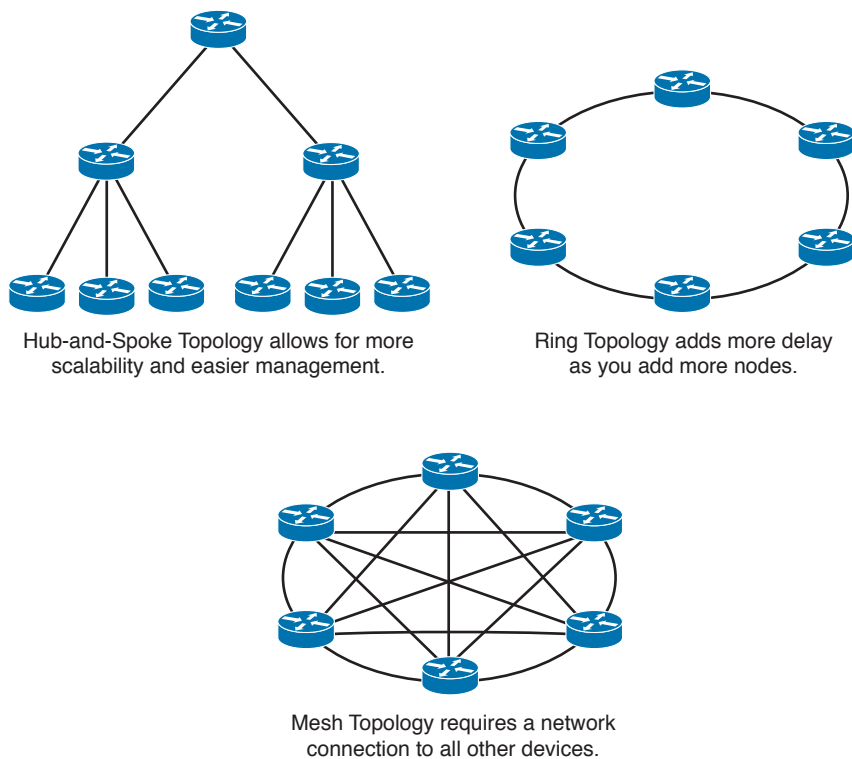 Hub-and-Spoke Topology allows for more
scalability and easier management.
Ring Topology adds more delay
as you add more nodes.
Mesh Topology requires a network
connection to all other devices.